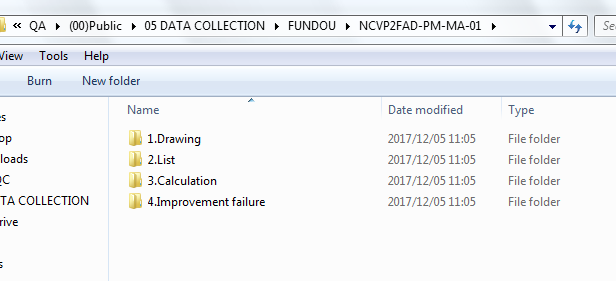 « QA ▸ (00)Public ▸ 05 DATA COLLECTION ▸ FUNDOU ▸ NCVP2FAD-PM-MA-01 ▸
View Tools Help
Burn New folder
Name Date modified Type
1.Drawing 2017/12/05 11:05 File folder
2.List 2017/12/05 11:05 File folder
3.Calculation 2017/12/05 11:05 File folder
4.Improvement failure 2017/12/05 11:05 File folder
es
op
loads
QC
TA COLLECTION
rive
s